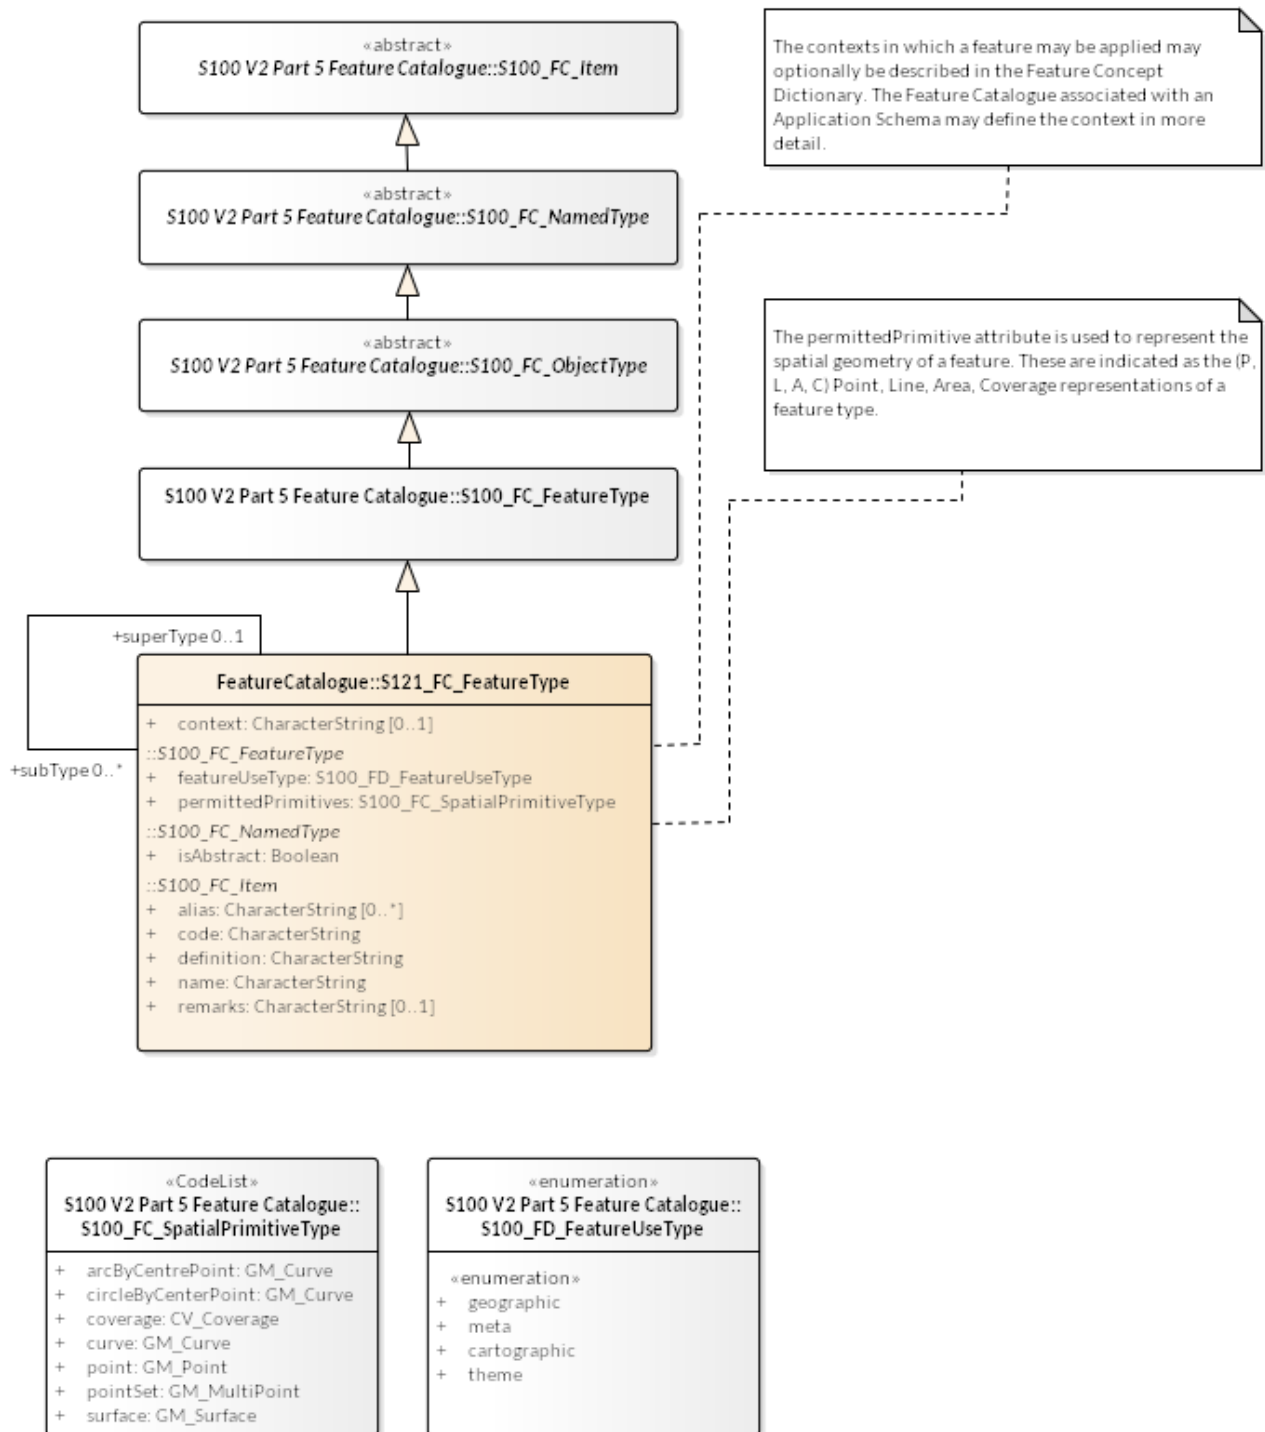 «abstract»
S100 V2 Part 5 Feature Catalogue::S100_FC_Item
«abstract»
S100 V2 Part 5 Feature Catalogue::S100_FC_NamedType
«abstract»
S100 V2 Part 5 Feature Catalogue::S100_FC_ObjectType
S100 V2 Part 5 Feature Catalogue::S100_FC_FeatureType
The contexts in which a feature may be applied may
optionally be described in the Feature Concept
Dictionary. The Feature Catalogue associated with an
Application Schema may define the context in more
detail.
The permittedPrimitive attribute is used to represent the
spatial geometry of a feature. These are indicated as the (P,
L, A, C) Point, Line, Area, Coverage representations of a
feature type.
+superType 0..1
+subType 0..*
FeatureCatalogue::S121_FC_FeatureType
+ context: CharacterString [0..1]
::S100_FC_FeatureType
+ featureUseType: S100_FD_FeatureUseType
+ permittedPrimitives: S100_FC_SpatialPrimitiveType
::S100_FC_NamedType
+ isAbstract: Boolean
::S100_FC_Item
+ alias: CharacterString [0..*]
+ code: CharacterString
+ definition: CharacterString
+ name: CharacterString
+ remarks: CharacterString [0..1]
«CodeList»
S100 V2 Part 5 Feature Catalogue::
S100_FC_SpatialPrimitiveType
+ arcByCentrePoint: GM_Curve
+ circleByCenterPoint: GM_Curve
+ coverage: CV_Coverage
+ curve: GM_Curve
+ point: GM_Point
+ pointSet: GM_MultiPoint
+ surface: GM_Surface
«enumeration»
S100 V2 Part 5 Feature Catalogue::
S100_FD_FeatureUseType
«enumeration»
+ geographic
+ meta
+ cartographic
+ theme